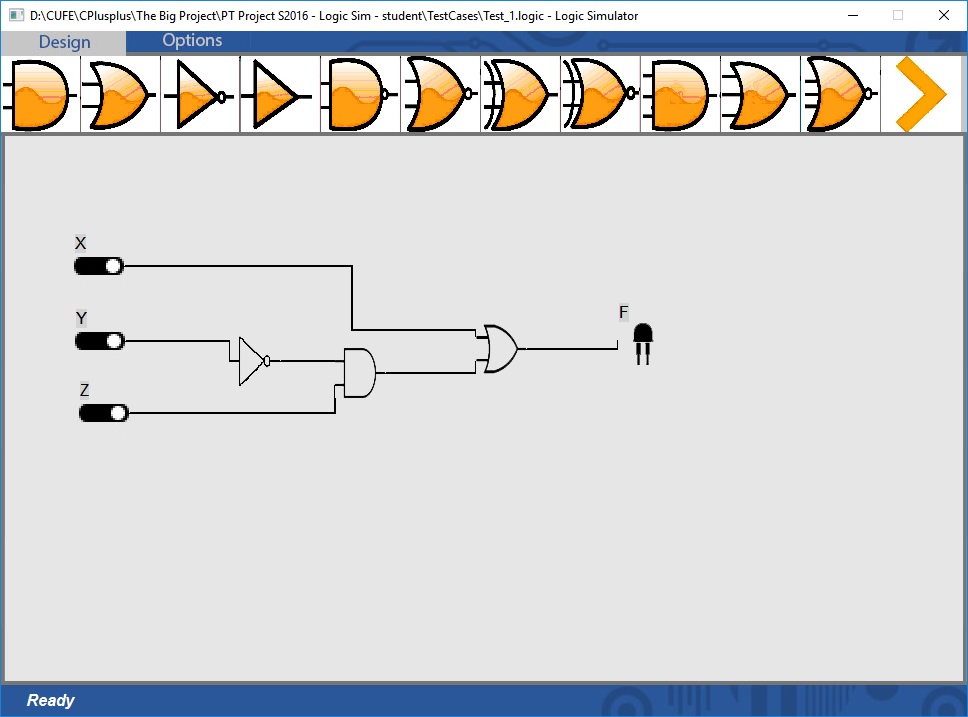 D:\CUFE\CPlusplus\The Big Project\PT Project S2016 - Logic Sim - student\TestCases\Test_1.logic - Logic Simulator
Design Options
X
Y
Z
F
Ready